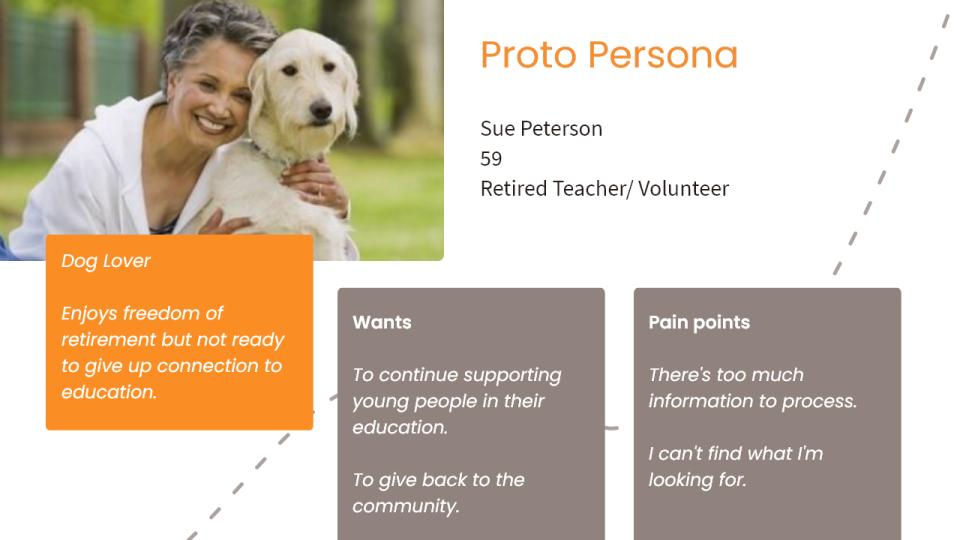 Proto Persona
Sue Peterson
59
Retired Teacher/ Volunteer
Dog Lover
Enjoys freedom of
retirement but not ready
to give up connection to
education.
Wants
To continue supporting
young people in their
education.
To give back to the
community.
Pain points
There's too much
information to process.
I can't find what I'm
looking for.